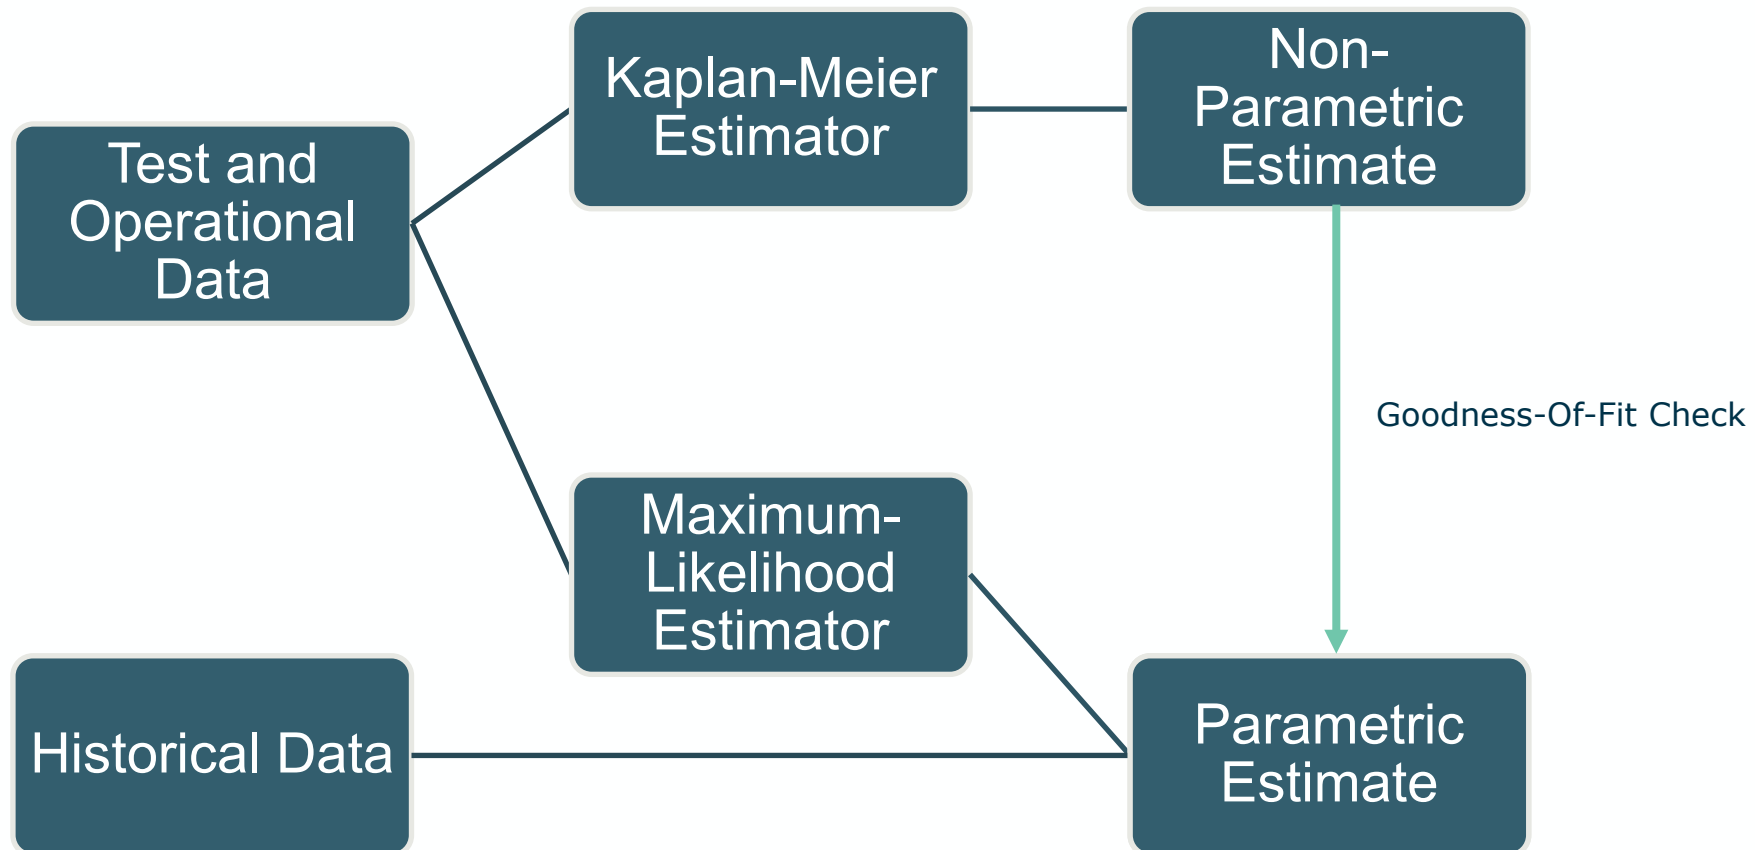 Test and
Operational
Data
Kaplan-Meier
Estimator
Non-
Parametric
Estimate
Goodness-Of-Fit Check
Maximum-
Likelihood
Estimator
Historical Data
Parametric
Estimate